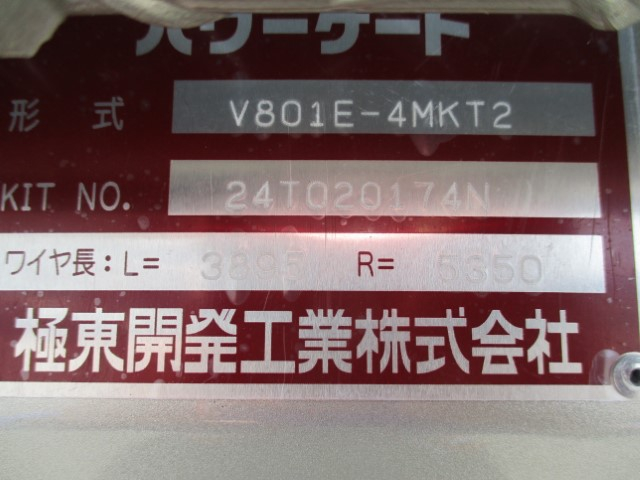 パワーゲート
形式 V801E-4MKT2
KIT NO. 24T020174N
ワイヤ長:L= 3895 R= 5350
極東開発工業株式会社